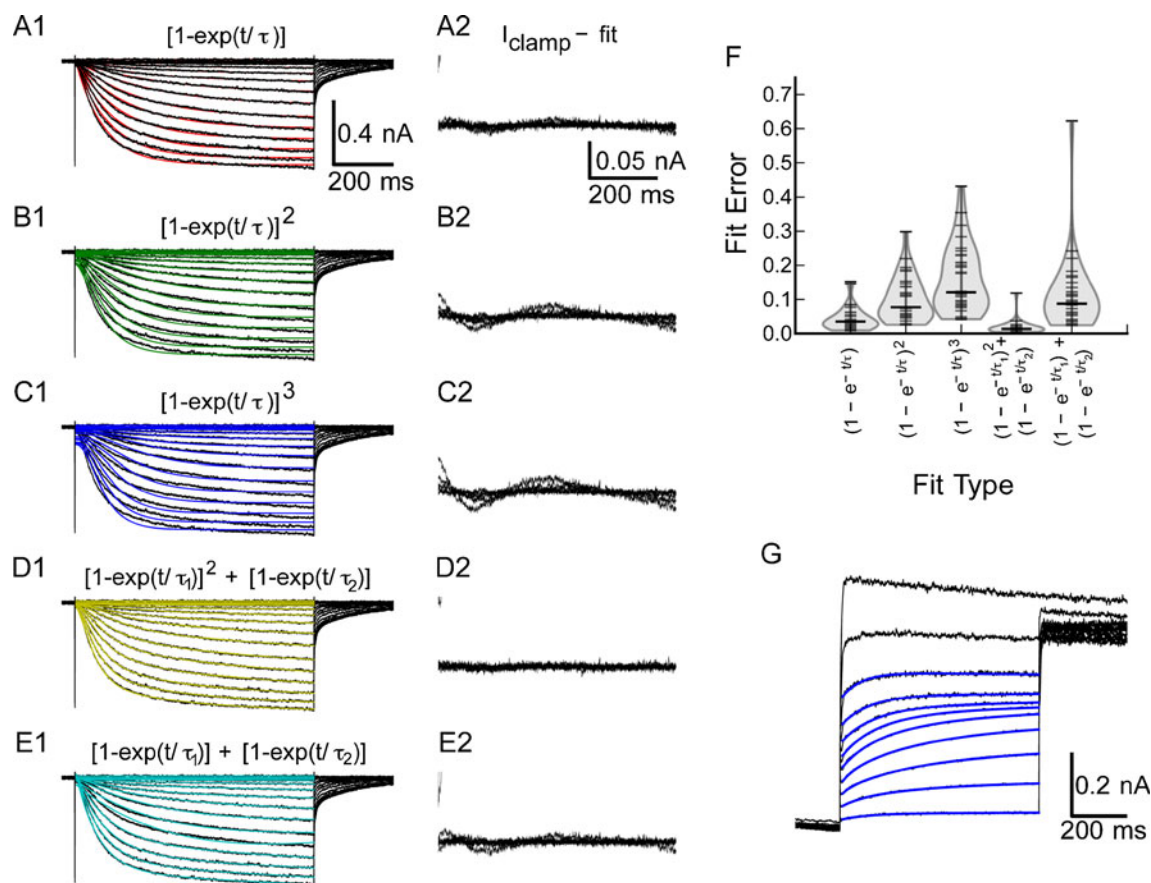 A1
[1-exp(t/τ)]
0.4 nA
200 ms
A2
I clamp – fit
0.05 nA
200 ms
B1
[1-exp(t/τ)]²
B2
C1
[1-exp(t/τ)]³
C2
D1
[1-exp(t/τ₁)]² + [1-exp(t/τ₂)]
D2
E1
[1-exp(t/τ₁)] + [1-exp(t/τ₂)]
E2
F
Fit Error
0.7
0.6
0.5
0.4
0.3
0.2
0.1
0.0
(1 – e^- t/τ)
(1 – e^- t/τ)²
(1 – e^- t/τ)³
(1 – e^- t/τ₁)² +
(1 – e^- t/τ₂)
(1 – e^- t/τ₁) +
(1 – e^- t/τ₂)
Fit Type
G
0.2 nA
200 ms